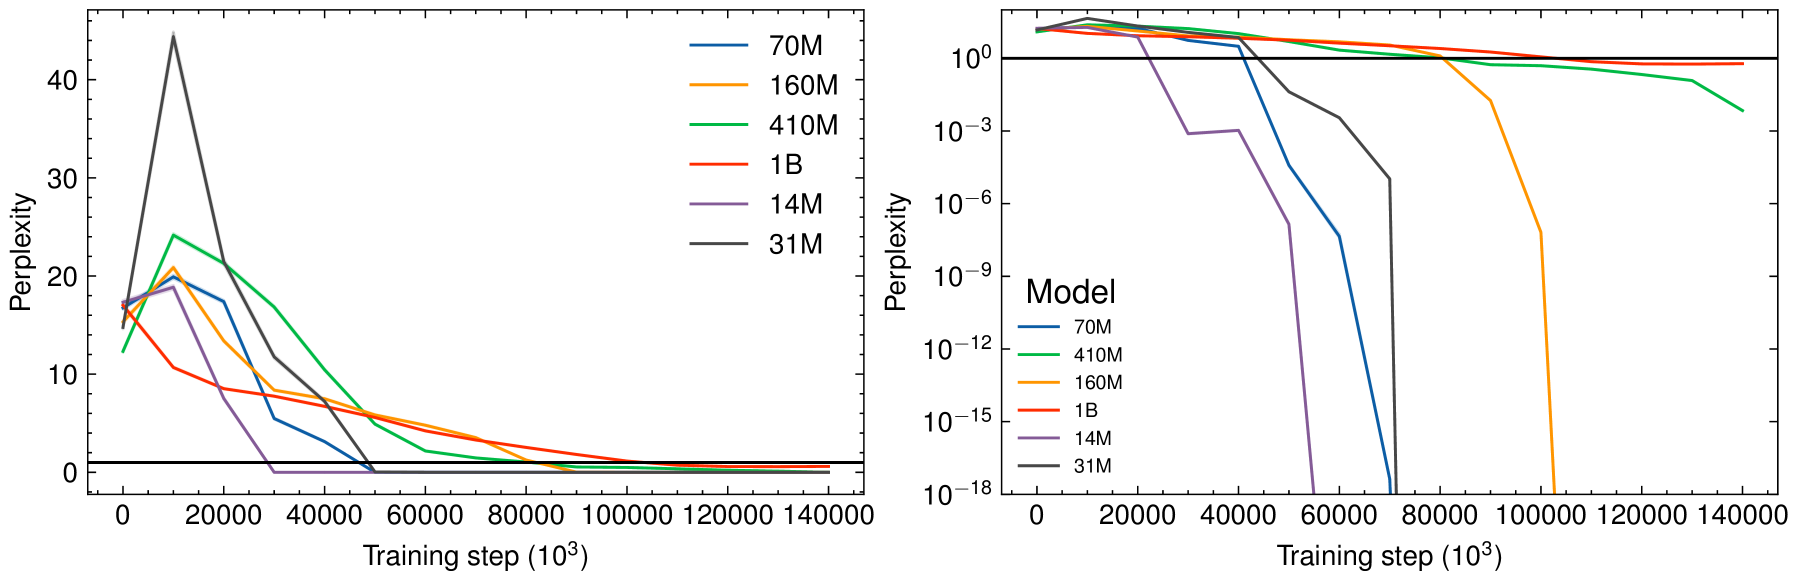 70M
160M
410M
1B
14M
31M
40
30
20
10
0
Perplexity
0 20000 40000 60000 80000 100000 120000 140000
Training step (10³)
10⁰
10⁻³
10⁻⁶
10⁻⁹
10⁻¹²
10⁻¹⁵
10⁻¹⁸
Perplexity
Model
70M
410M
160M
1B
14M
31M
0 20000 40000 60000 80000 100000 120000 140000
Training step (10³)